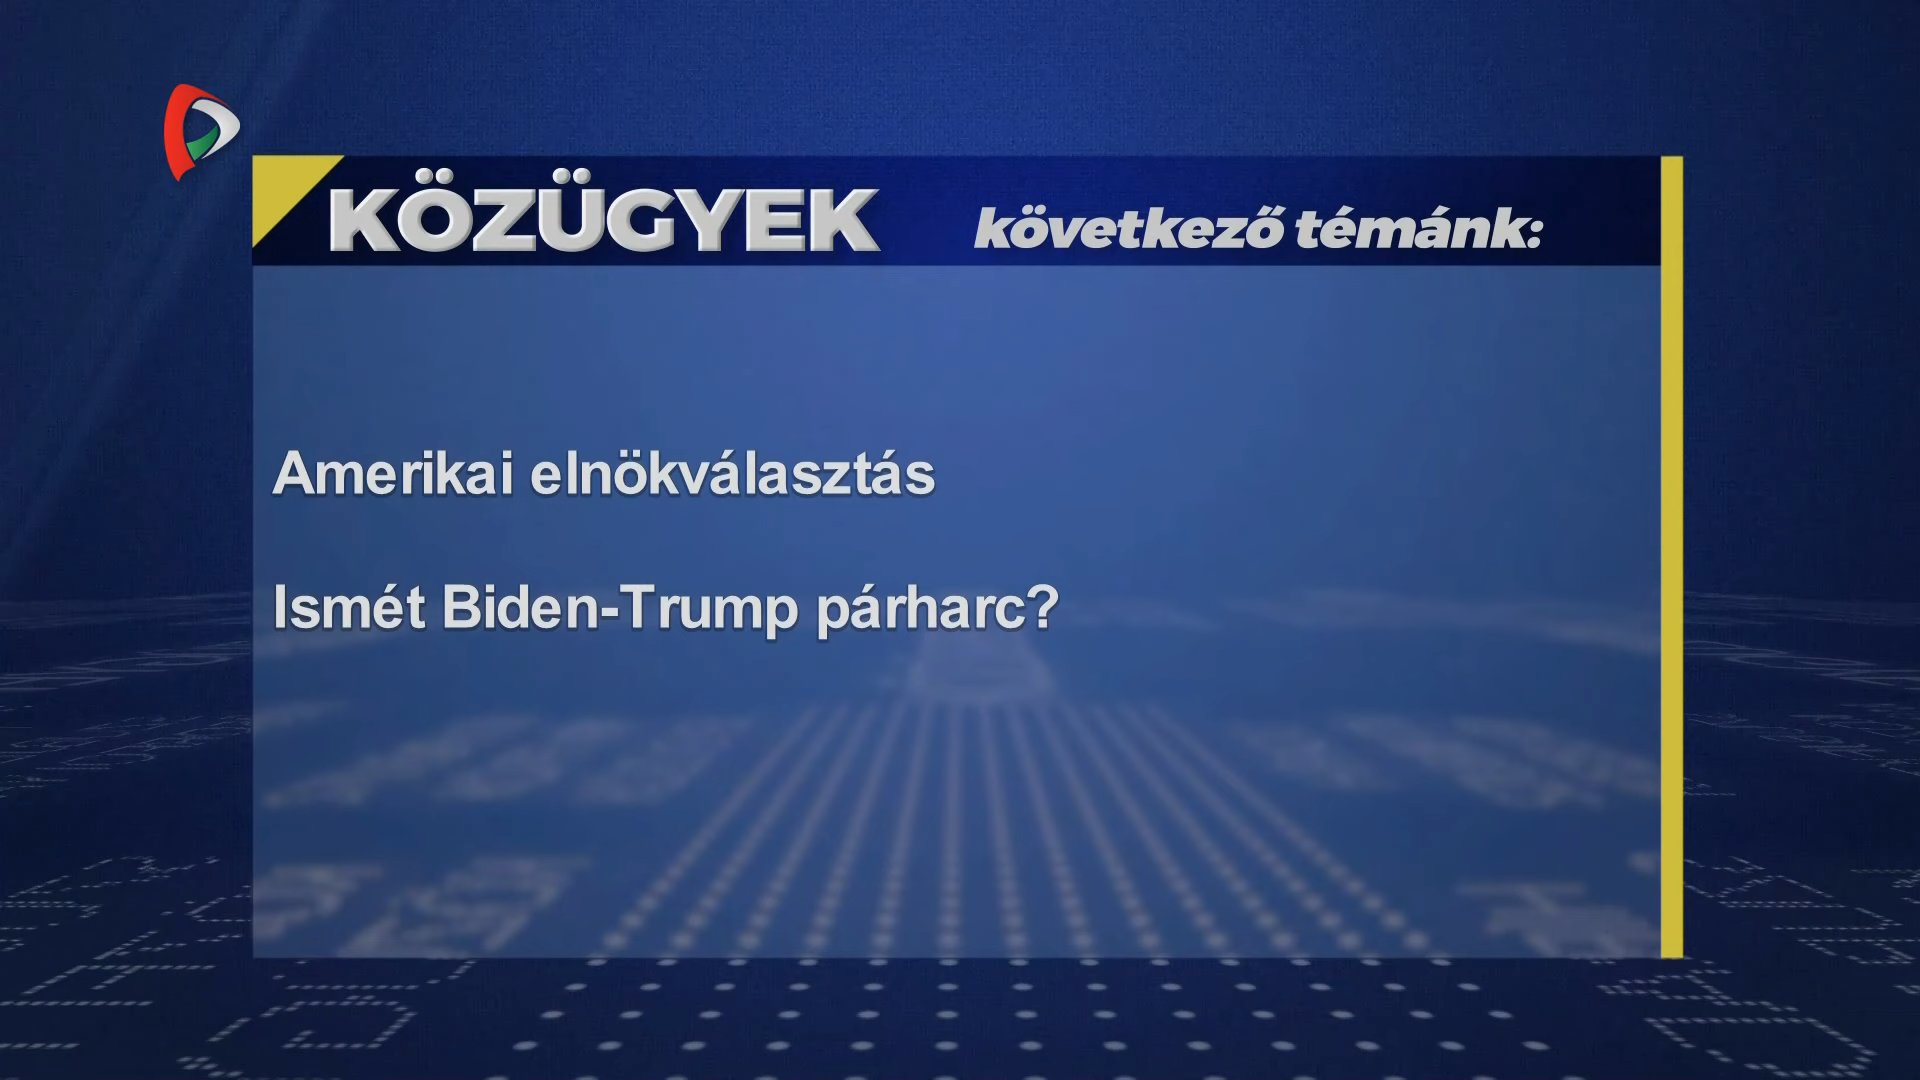 KÖZÜGYEK következő témánk:
Amerikai elnökválasztás
Ismét Biden-Trump párharc?